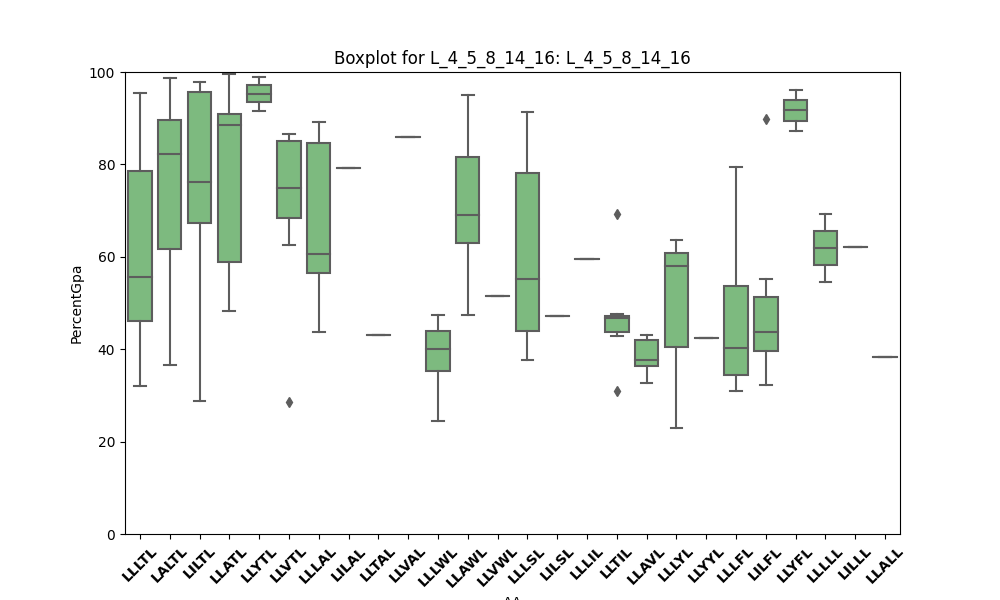 Boxplot for L_4_5_8_14_16: L_4_5_8_14_16
100
80
60
40
20
0
PercentGpa
LLLTL LALTL LILTL LLATL LLYTL LLVTL LLLAL LILAL LLTAL LLVAL LLLWL LLAWL LLVWL LLLSL LILSL LLLIL LLTIL LLAVL LLLYL LLYYL LLLFL LILFL LLYFL LLLLL LILLL LLALL
AA